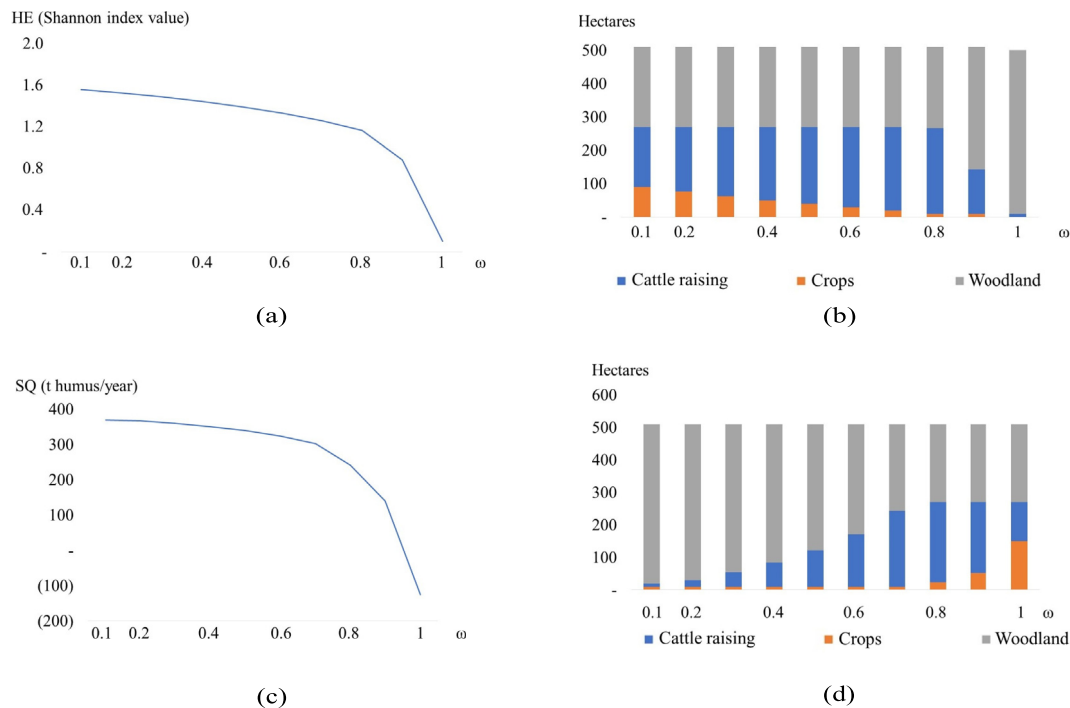 HE (Shannon index value)
2.0
1.6
1.2
0.8
0.4
-
0.1 0.2 0.4 0.6 0.8 1 ω
(a)
Hectares
500
400
300
200
100
-
0.1 0.2 0.4 0.6 0.8 1 ω
Cattle raising Crops Woodland
(b)
SQ (t humus/year)
400
300
200
100
-
(100)
(200)
0.1 0.2 0.4 0.6 0.8 1 ω
(c)
Hectares
600
500
400
300
200
100
-
0.1 0.2 0.4 0.6 0.8 1 ω
Cattle raising Crops Woodland
(d)